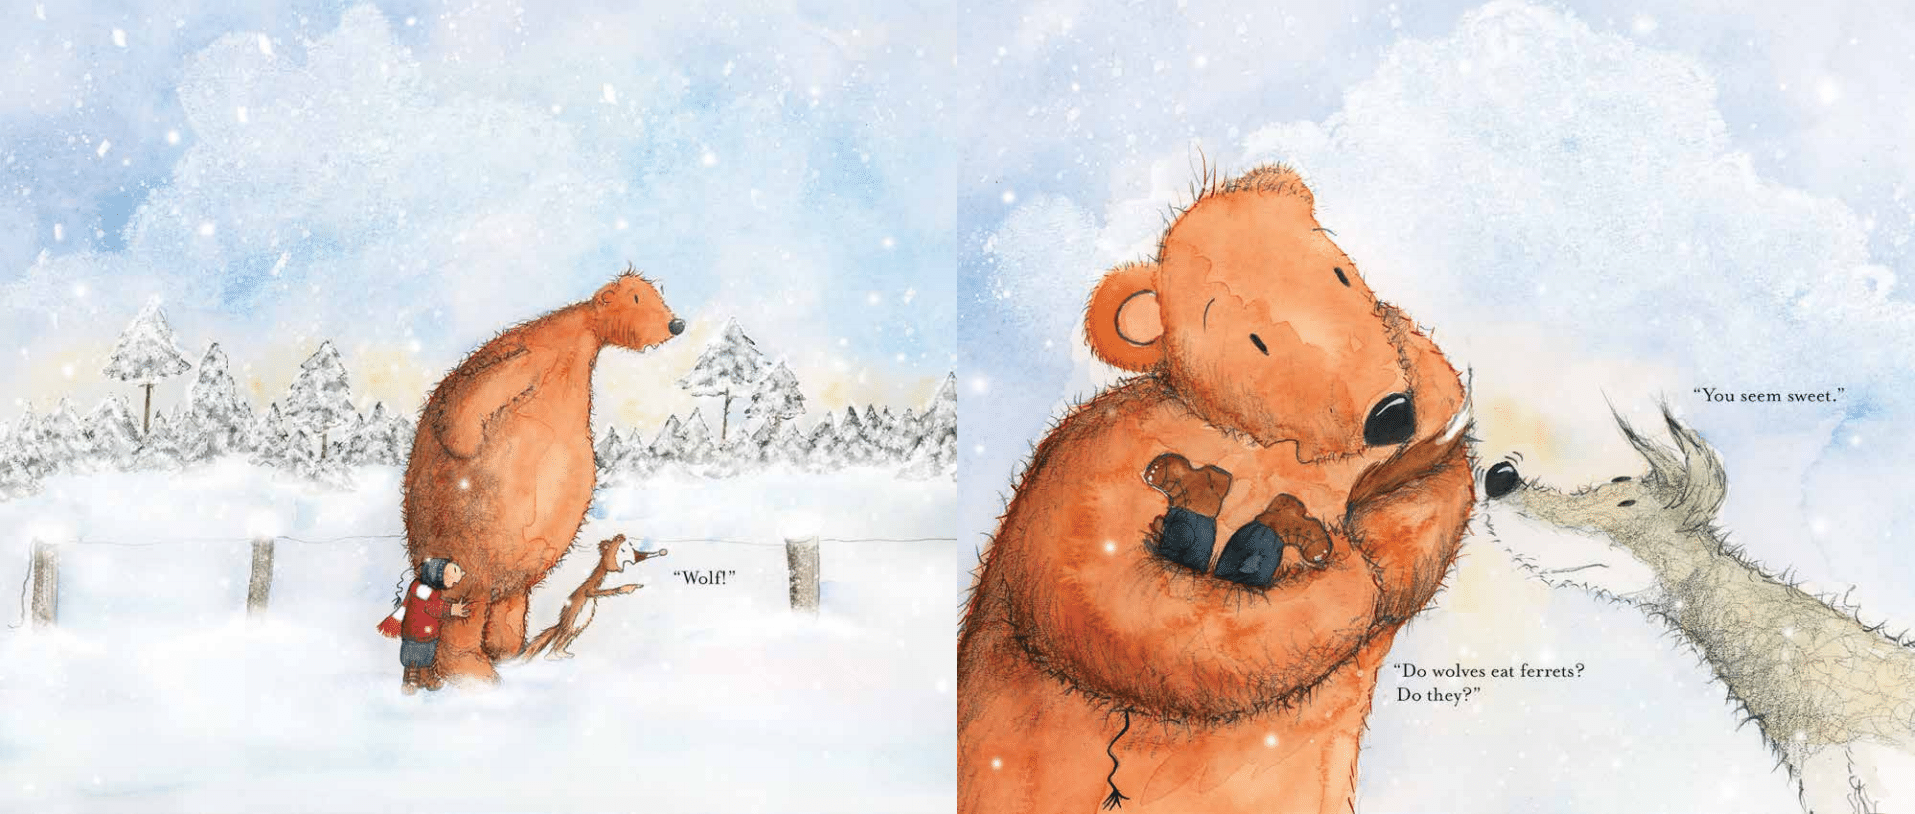 “Wolf!”
“You seem sweet.”
“Do wolves eat ferrets?
Do they?”